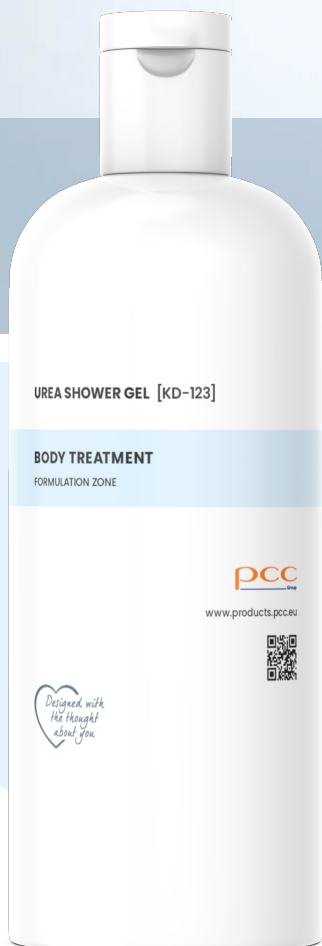 UREA SHOWER GEL [KD-123]
BODY TREATMENT
FORMULATION ZONE
pcc
Group
www.products.pcc.eu
Designed with
the thought
about you